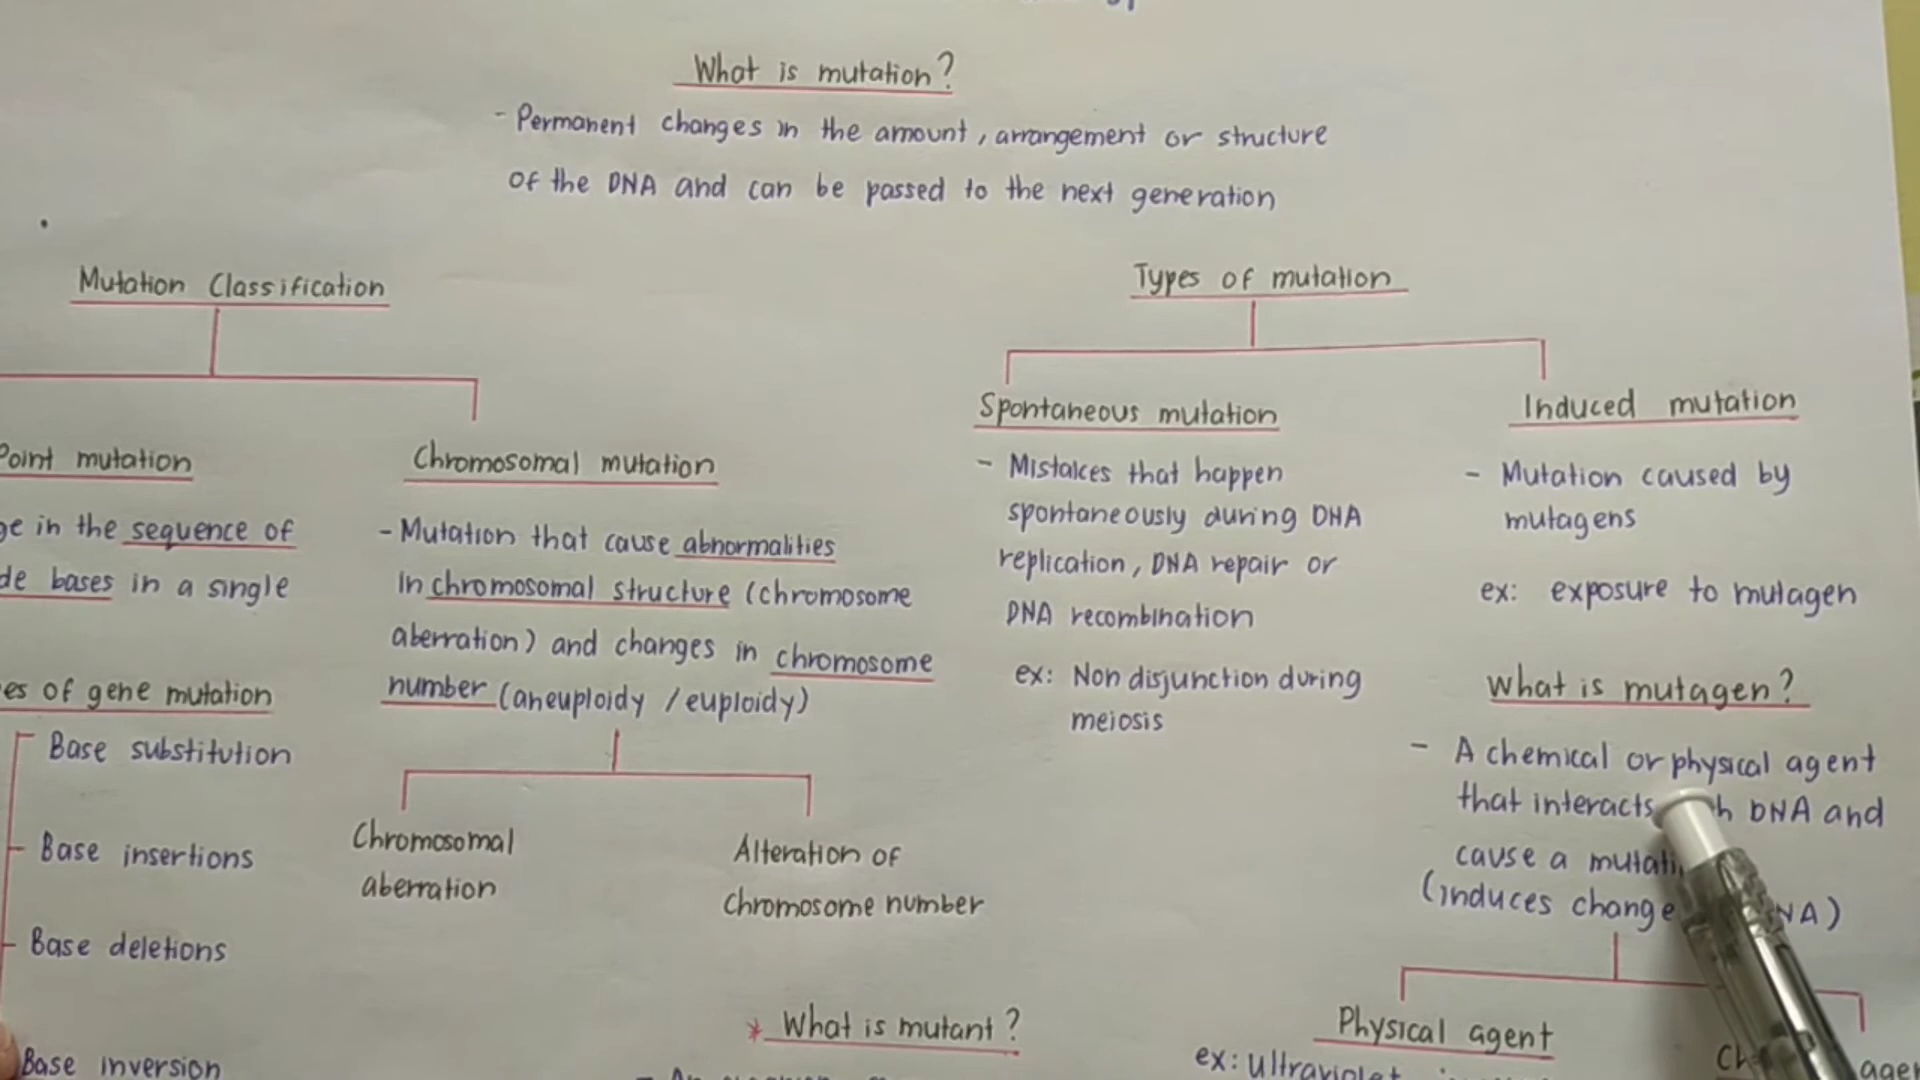 What is mutation?
- Permanent changes in the amount, arrangement or structure
of the DNA and can be passed to the next generation
Mutation Classification
Point mutation
in the sequence of
bases in a single
of gene mutation
Base substitution
Base insertions
Base deletions
Base inversion
Chromosomal mutation
- Mutation that cause abnormalities
in chromosomal structure (chromosome
aberration) and changes in chromosome
number (aneuploidy / euploidy)
Chromosomal
aberration
Alteration of
chromosome number
* What is mutant?
Types of mutation
Spontaneous mutation
- Mistakes that happen
spontaneously during DNA
replication, DNA repair or
DNA recombination
ex: Non disjunction during
meiosis
Induced mutation
- Mutation caused by
mutagens
ex: exposure to mutagen
What is mutagen?
- A chemical or physical agent
that interacts DNA and
cause a
(induces
Physical agent
ex: Ultraviolet